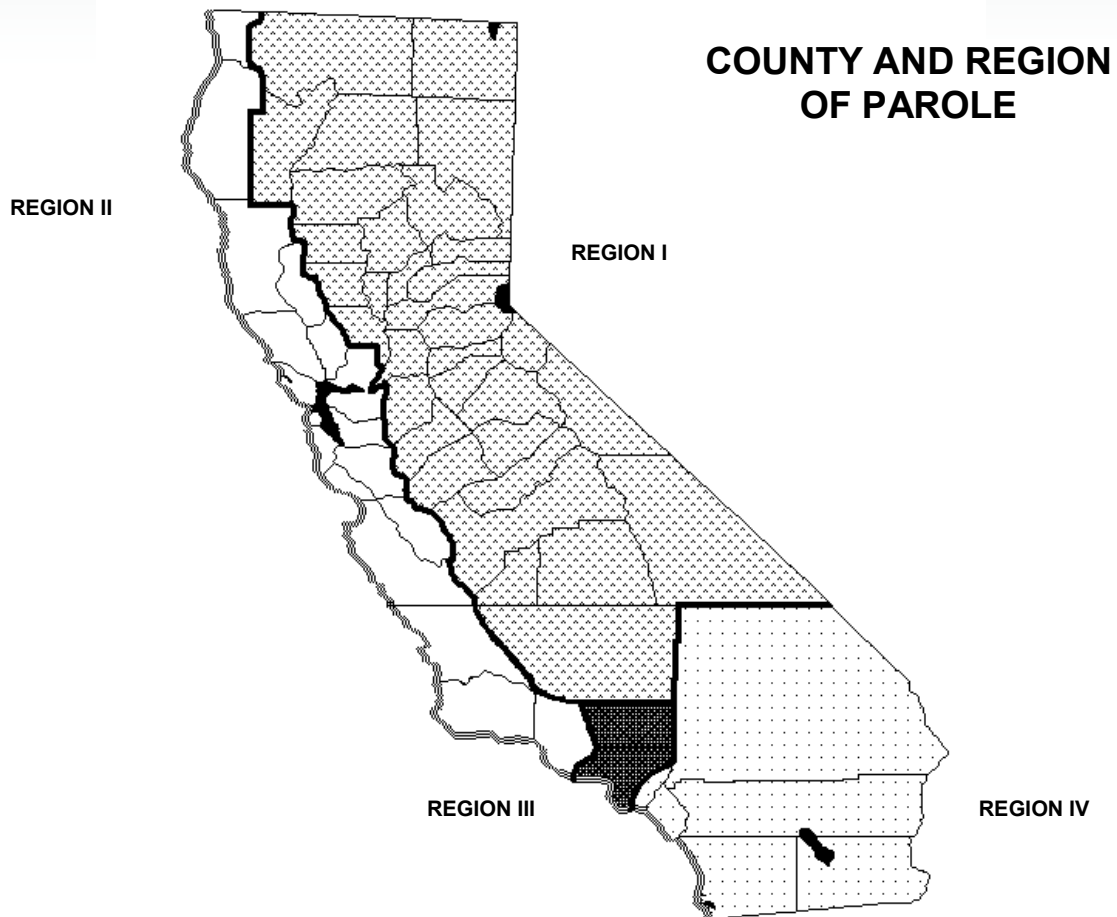 COUNTY AND REGION
OF PAROLE
REGION II
REGION I
REGION III
REGION IV